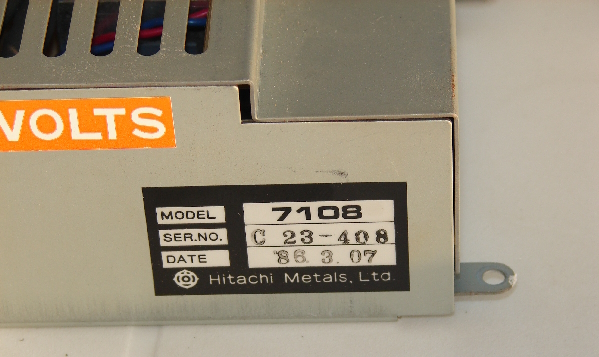 VOLTS
MODEL 7108
SER.NO. C 23-408
DATE '86.3.07
Hitachi Metals, Ltd.